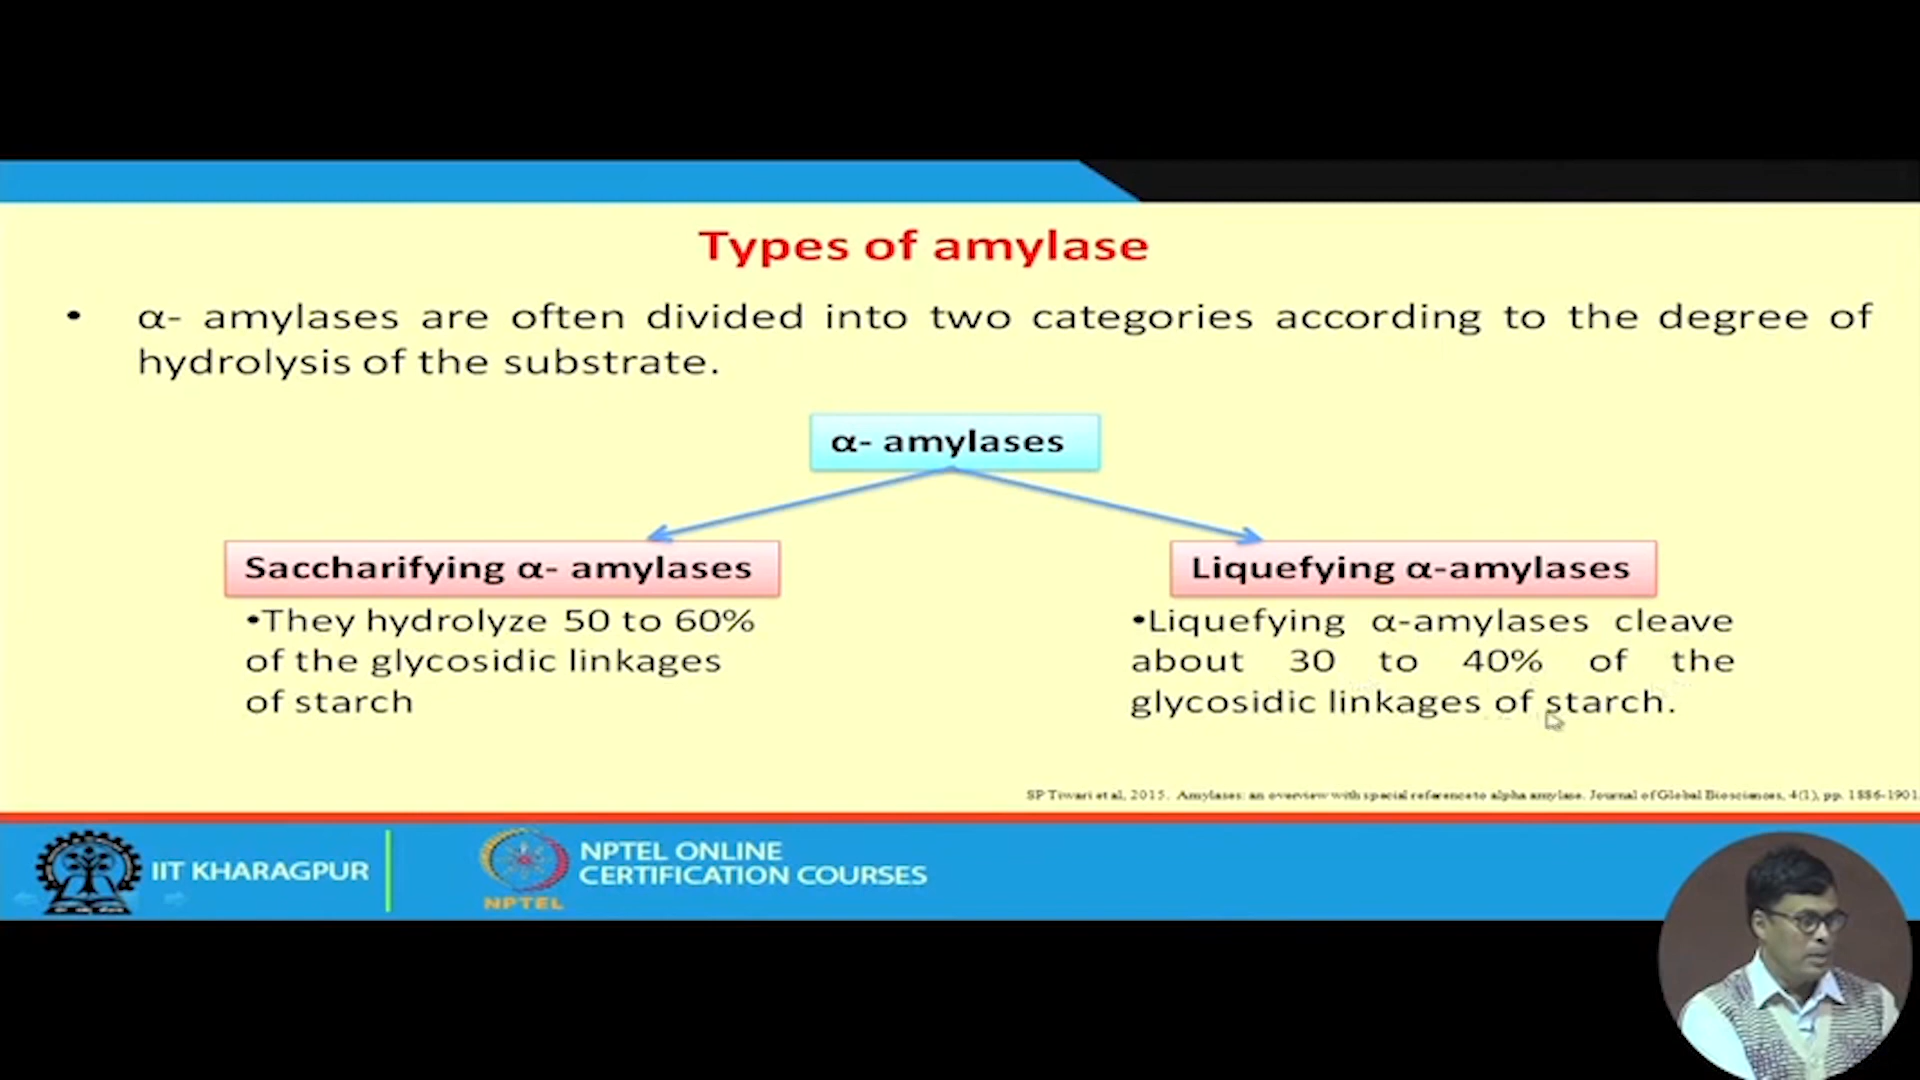 Types of amylase
• α- amylases are often divided into two categories according to the degree of
hydrolysis of the substrate.
α- amylases
Saccharifying α- amylases
•They hydrolyze 50 to 60%
of the glycosidic linkages
of starch
Liquefying α-amylases
•Liquefying α-amylases cleave
about 30 to 40% of the
glycosidic linkages of starch.
SP Tiwari et al, 2015. Amylases: an overview with special reference to alpha amylase. Journal of Global Biosciences, 4(1), pp. 1886-1901.
IIT KHARAGPUR
NPTEL
NPTEL ONLINE
CERTIFICATION COURSES